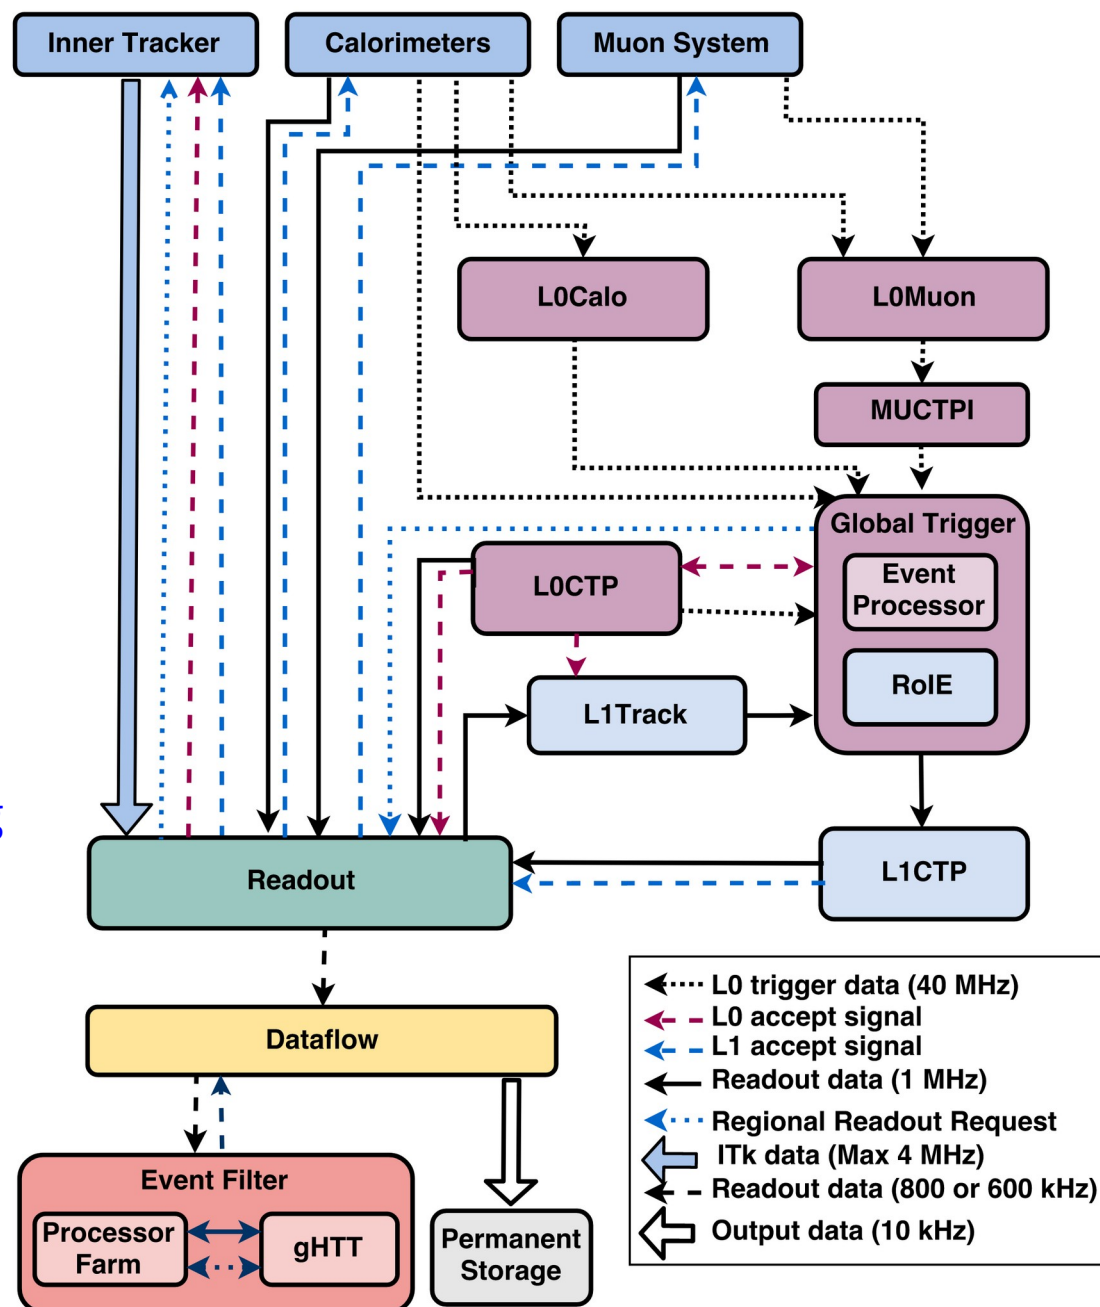 Inner Tracker
Calorimeters
Muon System
L0Calo
L0Muon
MUCTPI
Global Trigger
Event
Processor
RoIE
L0CTP
L1Track
L1CTP
Readout
Dataflow
Event Filter
Processor
Farm
gHTT
Permanent
Storage
L0 trigger data (40 MHz)
L0 accept signal
L1 accept signal
Readout data (1 MHz)
Regional Readout Request
ITk data (Max 4 MHz)
Readout data (800 or 600 kHz)
Output data (10 kHz)